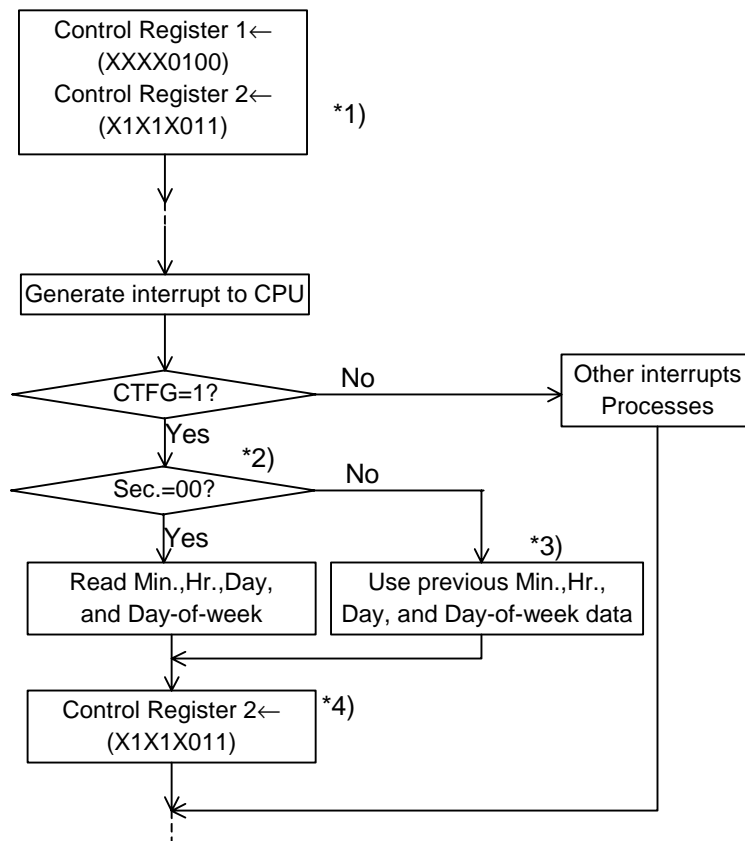 Control Register 1←
(XXXX0100)
Control Register 2←
(X1X1X011)
*1)
Generate interrupt to CPU
CTFG=1?
No
Other interrupts
Processes
Yes
*2)
Sec.=00?
No
Yes
*3)
Read Min.,Hr.,Day,
and Day-of-week
Use previous Min.,Hr.,
Day, and Day-of-week data
Control Register 2←
(X1X1X011)
*4)